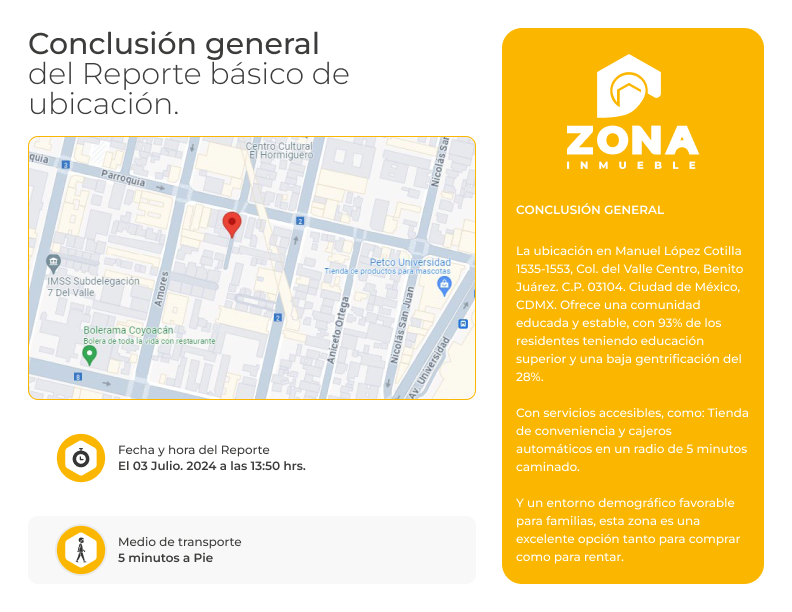 Conclusión general
del Reporte básico de
ubicación.
Centro Cultural
El Hormiguero
Nicolás San
quia
2
Parroquia
2
Petco Universidad
Tienda de productos para mascotas
IMSS Subdelegación
7 Del Valle
Amores
Aniceto Ortega
Nicolás San Juan
Av. Universidad
2
Bolerama Coyoacán
Bolera de toda la vida con restaurante
8
Fecha y hora del Reporte
El 03 Julio. 2024 a las 13:50 hrs.
Medio de transporte
5 minutos a Pie
ZONA
INMUEBLE
CONCLUSIÓN GENERAL
La ubicación en Manuel López Cotilla
1535-1553, Col. del Valle Centro, Benito
Juárez. C.P. 03104. Ciudad de México,
CDMX. Ofrece una comunidad
educada y estable, con 93% de los
residentes teniendo educación
superior y una baja gentrificación del
28%.
Con servicios accesibles, como: Tienda
de conveniencia y cajeros
automáticos en un radio de 5 minutos
caminado.
Y un entorno demográfico favorable
para familias, esta zona es una
excelente opción tanto para comprar
como para rentar.